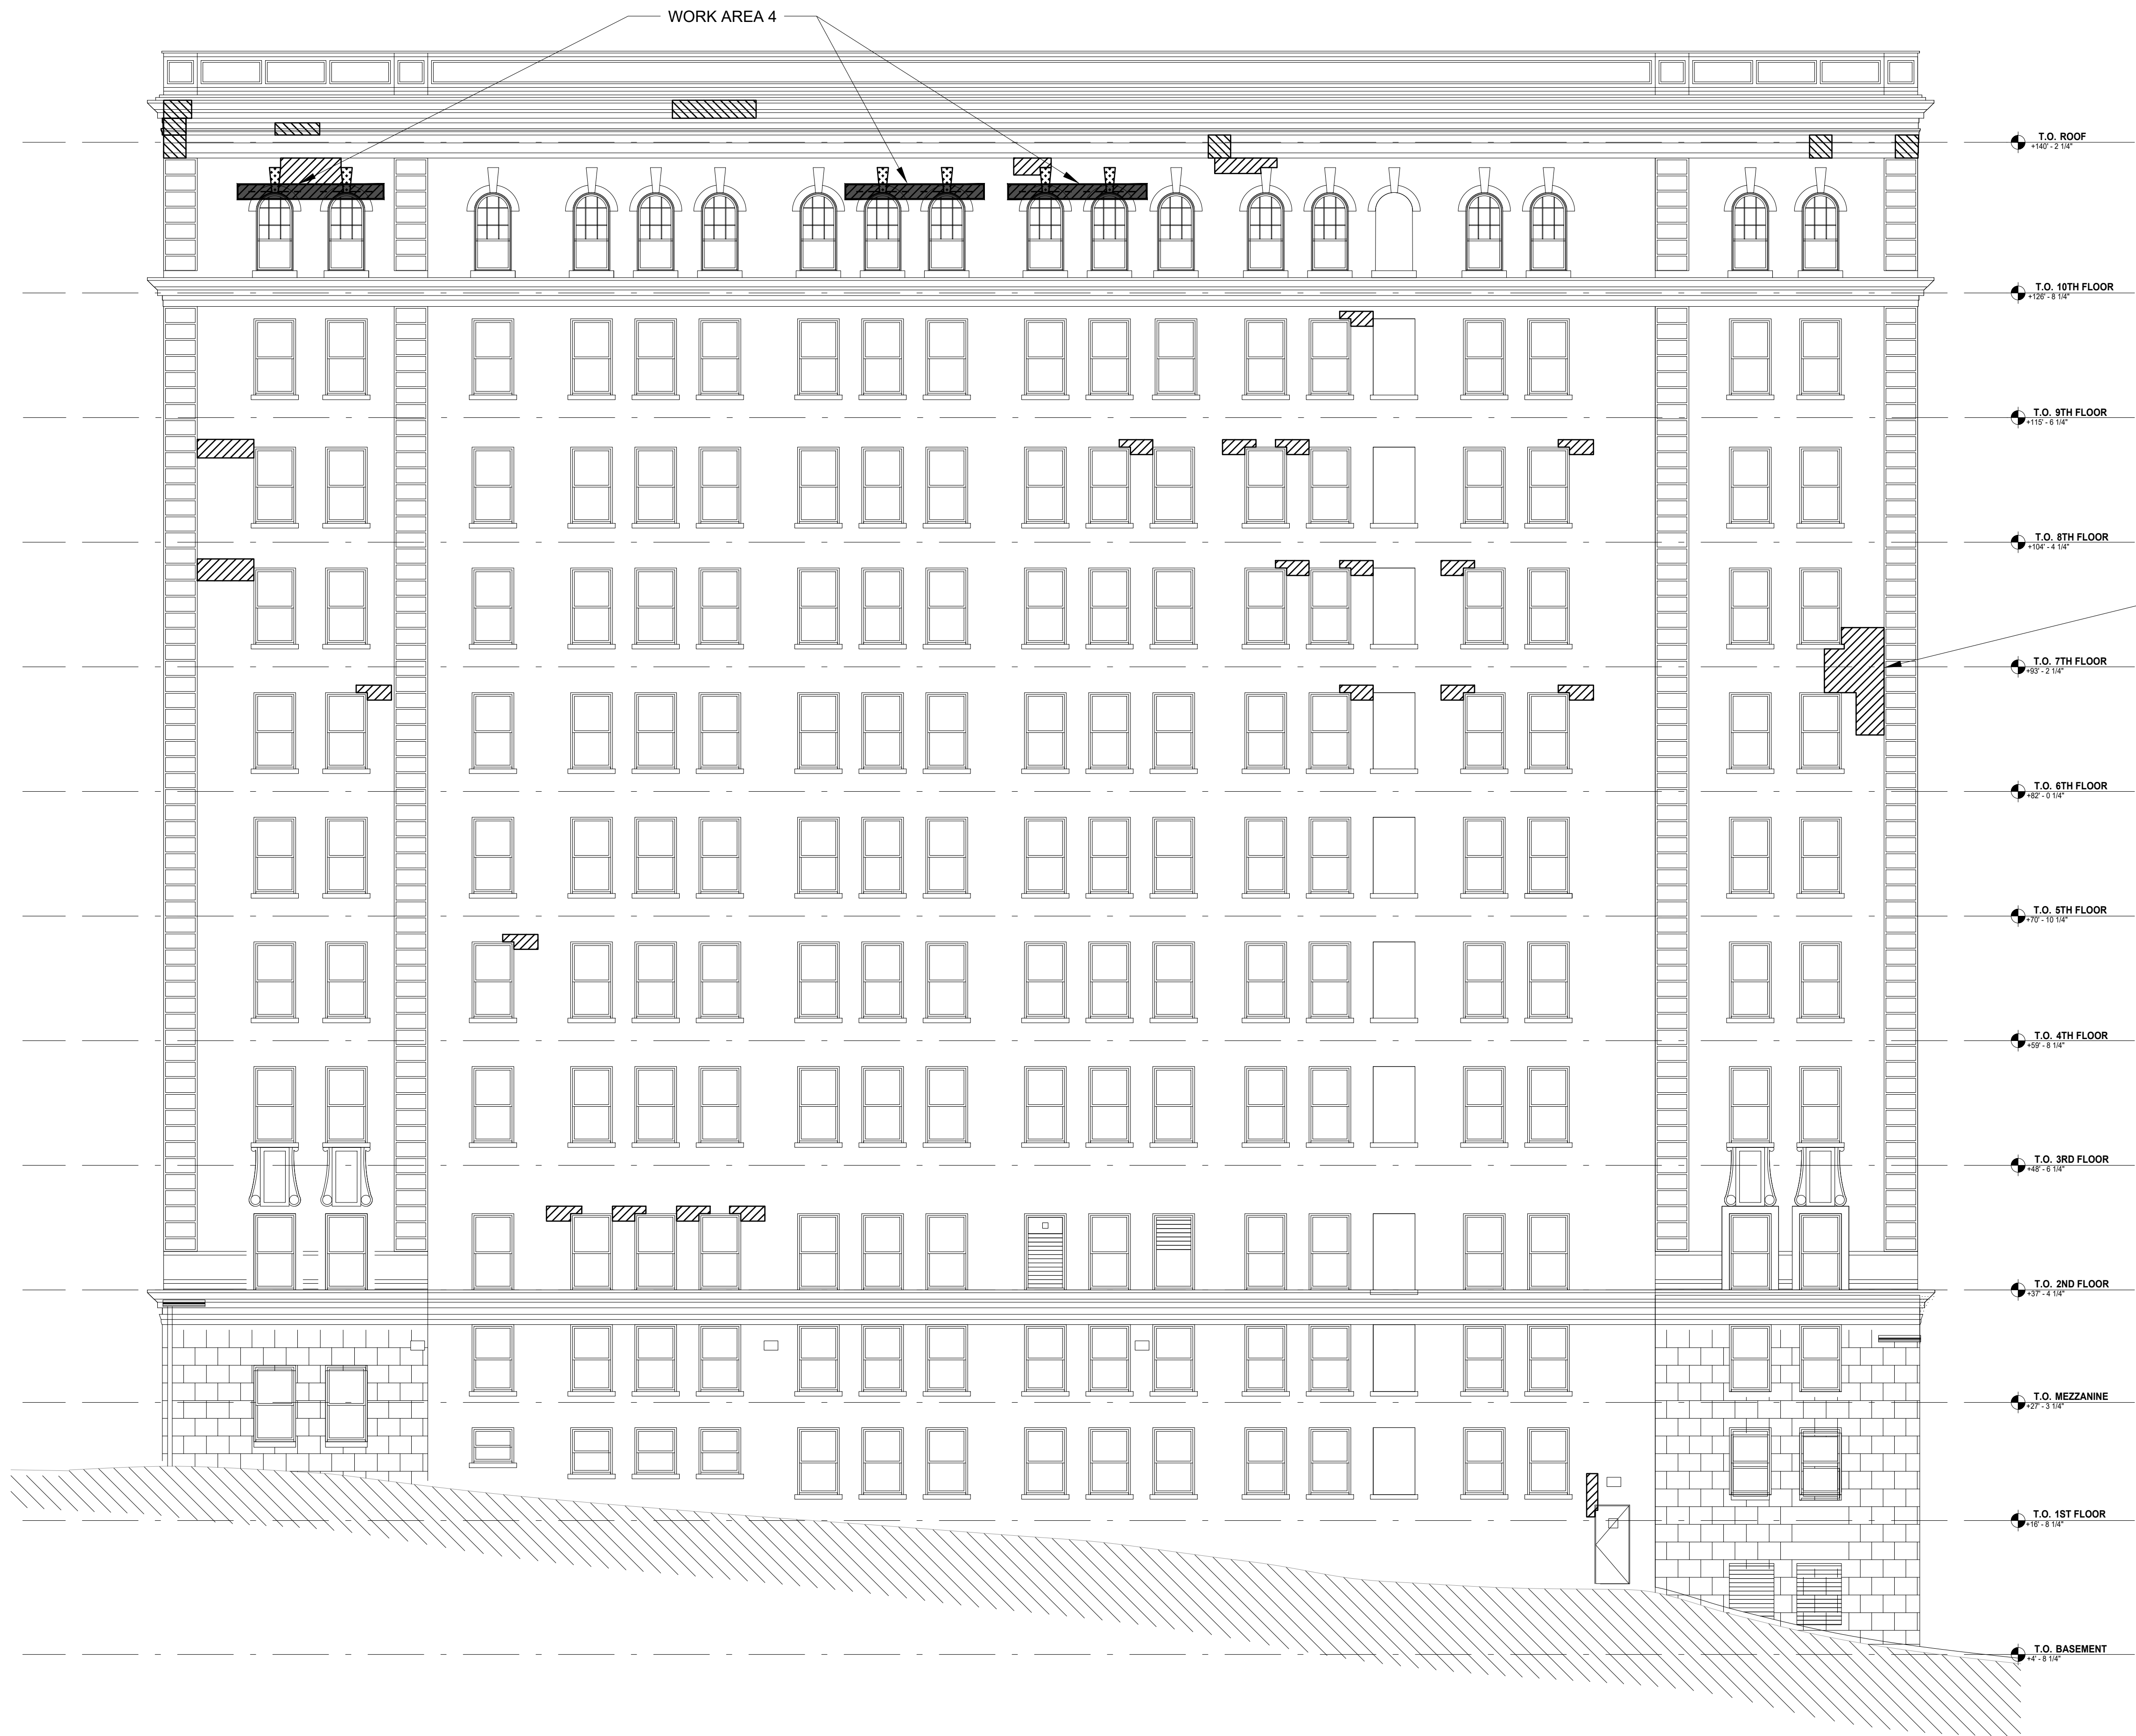 WORK AREA 4
T.O. ROOF
+140' - 2 1/4"
T.O. 10TH FLOOR
+126' - 8 1/4"
T.O. 9TH FLOOR
+115' - 6 1/4"
T.O. 8TH FLOOR
+104' - 4 1/4"
T.O. 7TH FLOOR
+93' - 2 1/4"
T.O. 6TH FLOOR
+82' - 0 1/4"
T.O. 5TH FLOOR
+70' - 10 1/4"
T.O. 4TH FLOOR
+59' - 8 1/4"
T.O. 3RD FLOOR
+48' - 6 1/4"
T.O. 2ND FLOOR
+37' - 4 1/4"
T.O. MEZZANINE
+27' - 3 1/4"
T.O. 1ST FLOOR
+16' - 8 1/4"
T.O. BASEMENT
+4' - 8 1/4"